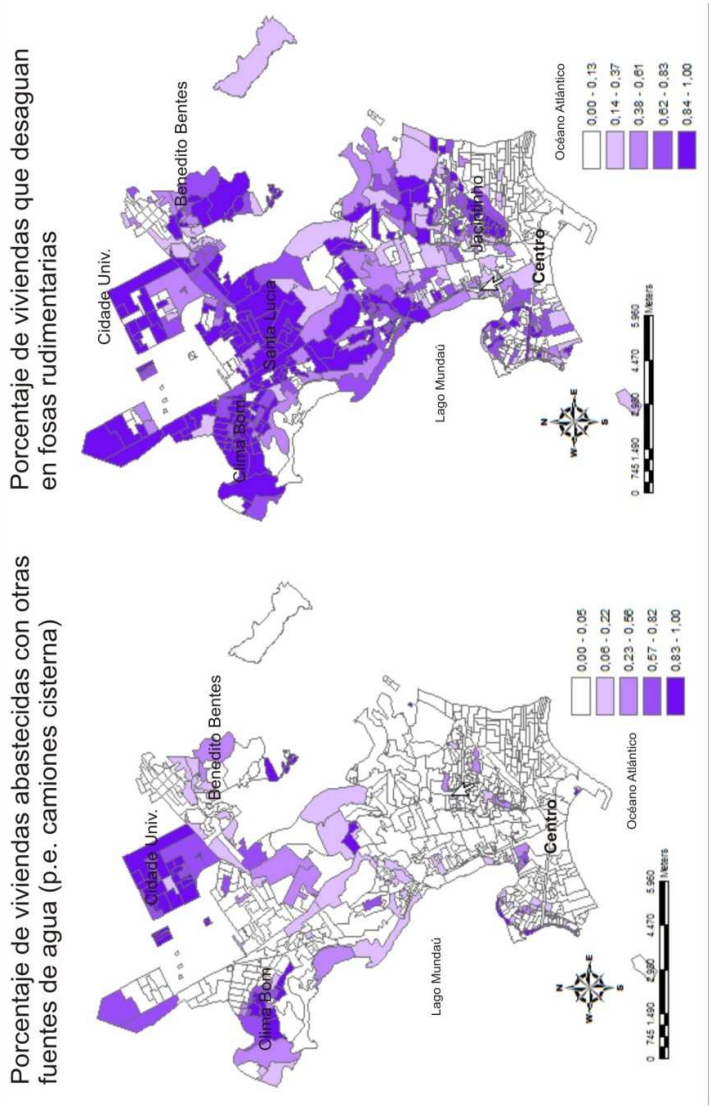 Porcentaje de viviendas abastecidas con otras
fuentes de agua (p.e. camiones cisterna)
Cidade Univ.
Benedito Bentes
Clima Bom
Lago Mundaú
Centro
Océano Atlántico
N
W
E
S
0 745 1.490 2.980 4.470 5.960
Meters
0,00 - 0,05
0,06 - 0,22
0,23 - 0,56
0,57 - 0,82
0,83 - 1,00
Porcentaje de viviendas que desaguan
en fosas rudimentarias
Cidade Univ.
Benedito Bentes
Clima Bom
Santa Lucia
Jacintinho
Lago Mundaú
Centro
Océano Atlántico
N
W
E
S
0 745 1.490 2.980 4.470 5.960
Meters
0,00 - 0,13
0,14 - 0,37
0,38 - 0,61
0,62 - 0,83
0,84 - 1,00